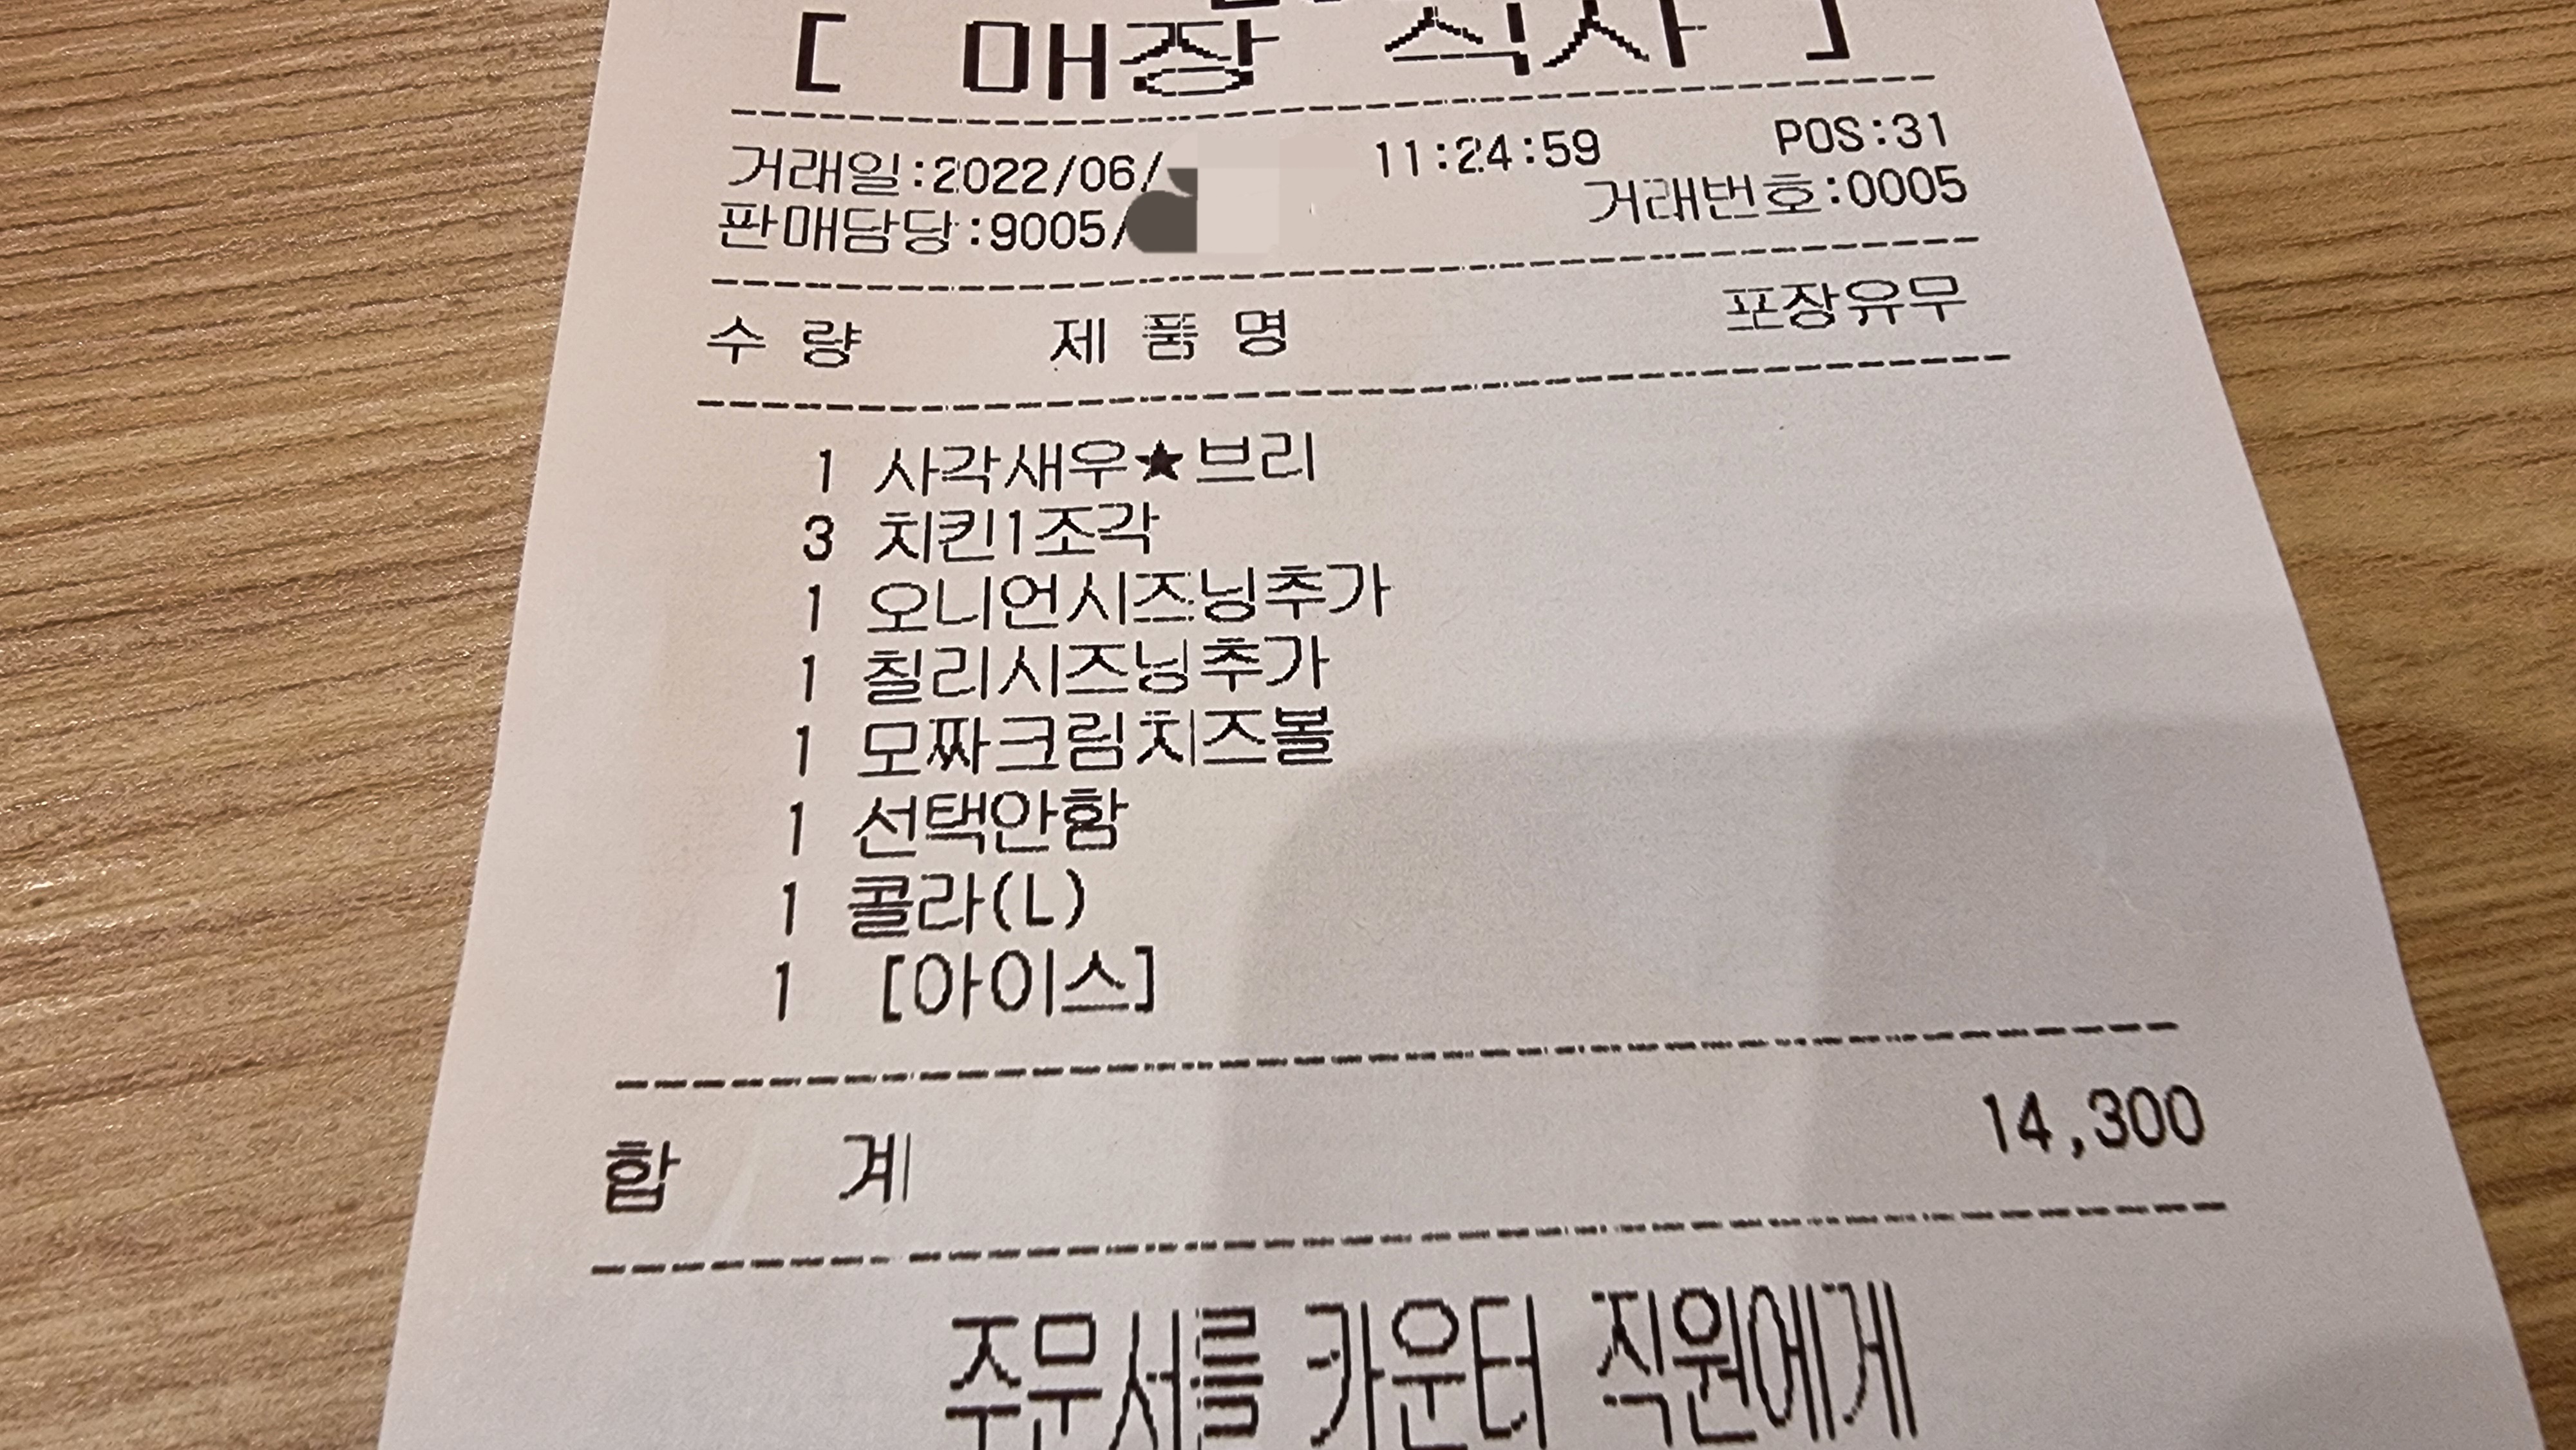 [ 매장 식사 ]
거래일:2022/06/ 11:24:59 POS:31
판매담당:9005/ 거래번호:0005
수 량 제 품 명 포장유무
1 사각새우★브리
3 치킨1조각
1 오니언시즈닝추가
1 칠리시즈닝추가
1 모짜크림치즈볼
1 선택안함
1 콜라(L)
1 [아이스]
합 계 14,300
주문서를 카운터 직원에게